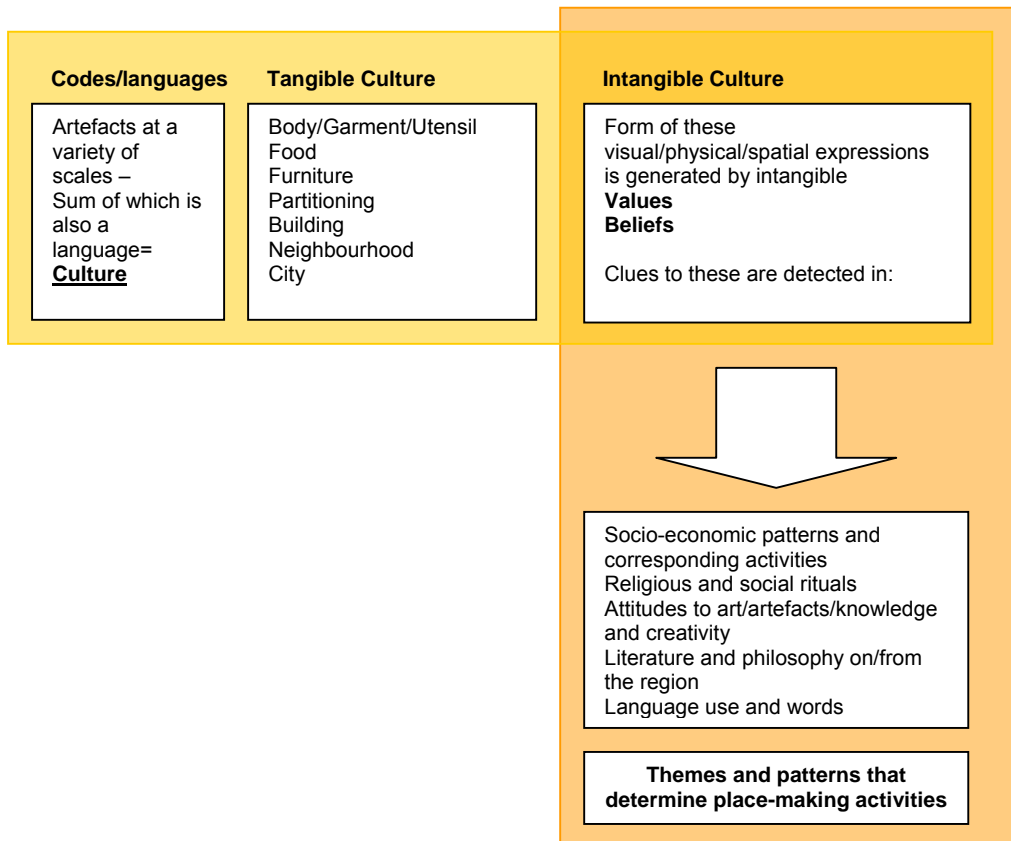 Codes/languages
Artefacts at a
variety of
scales –
Sum of which is
also a
language=
Culture
Tangible Culture
Body/Garment/Utensil
Food
Furniture
Partitioning
Building
Neighbourhood
City
Intangible Culture
Form of these
visual/physical/spatial expressions
is generated by intangible
Values
Beliefs
Clues to these are detected in:
Socio-economic patterns and
corresponding activities
Religious and social rituals
Attitudes to art/artefacts/knowledge
and creativity
Literature and philosophy on/from
the region
Language use and words
Themes and patterns that
determine place-making activities